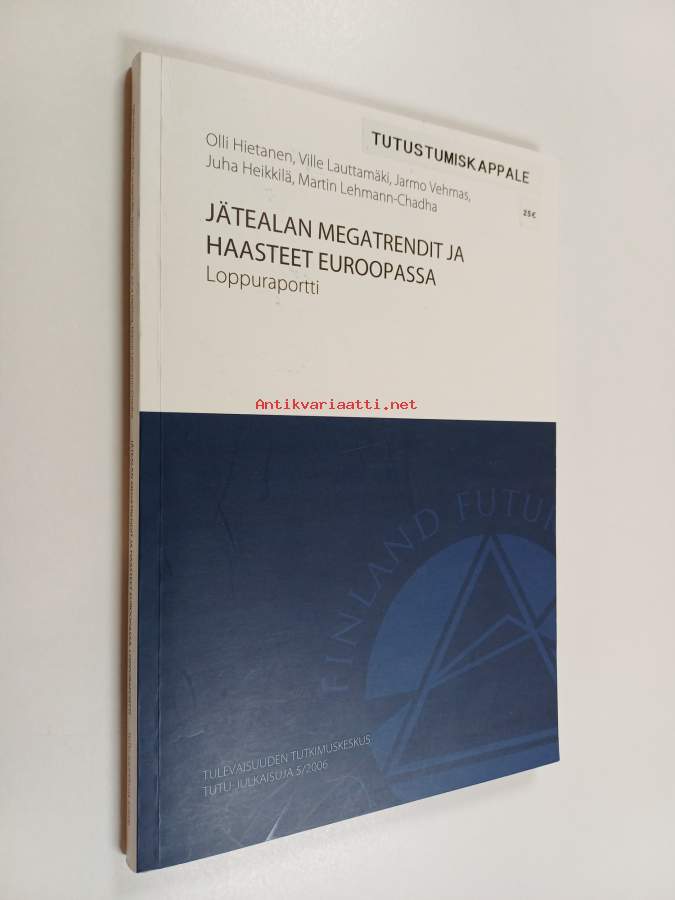 TUTUSTUMISKAPPALE
25€
Olli Hietanen, Ville Lauttamäki, Jarmo Vehmas,
Juha Heikkilä, Martin Lehmann-Chadha
JÄTEALAN MEGATRENDIT JA
HAASTEET EUROOPASSA
Loppuraportti
Antikvariaatti.net
FINLAND FUTU
TULEVAISUUDEN TUTKIMUSKESKUS
TUTU-JULKAISUJA 5/2006